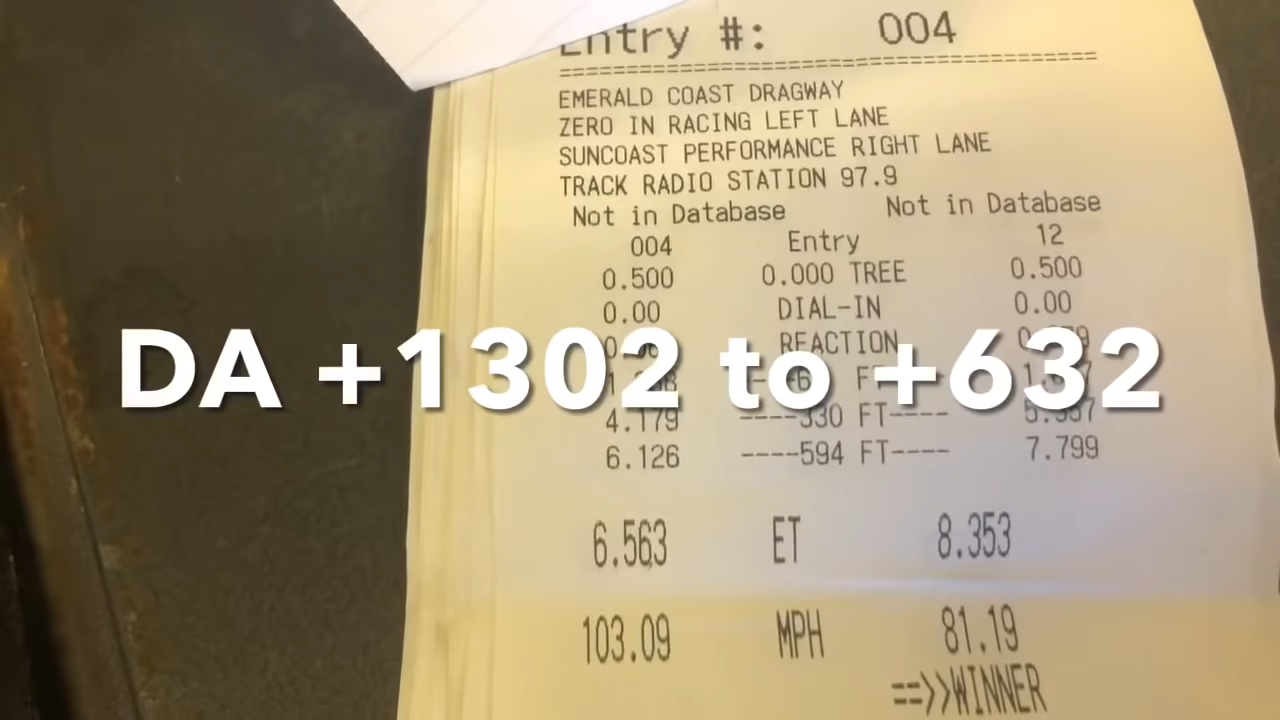 Entry #: 004
==================================================
EMERALD COAST DRAGWAY
ZERO IN RACING LEFT LANE
SUNCOAST PERFORMANCE RIGHT LANE
TRACK RADIO STATION 97.9
Not in Database Not in Database
004 Entry 12
0.500 0.000 TREE 0.500
0.00 DIAL-IN 0.00
REACTION
DA +1302 to +632
FT
4.179 ----330 FT----
6.126 ----594 FT---- 7.799
6.563 ET 8.353
103.09 MPH 81.19
==>>WINNER